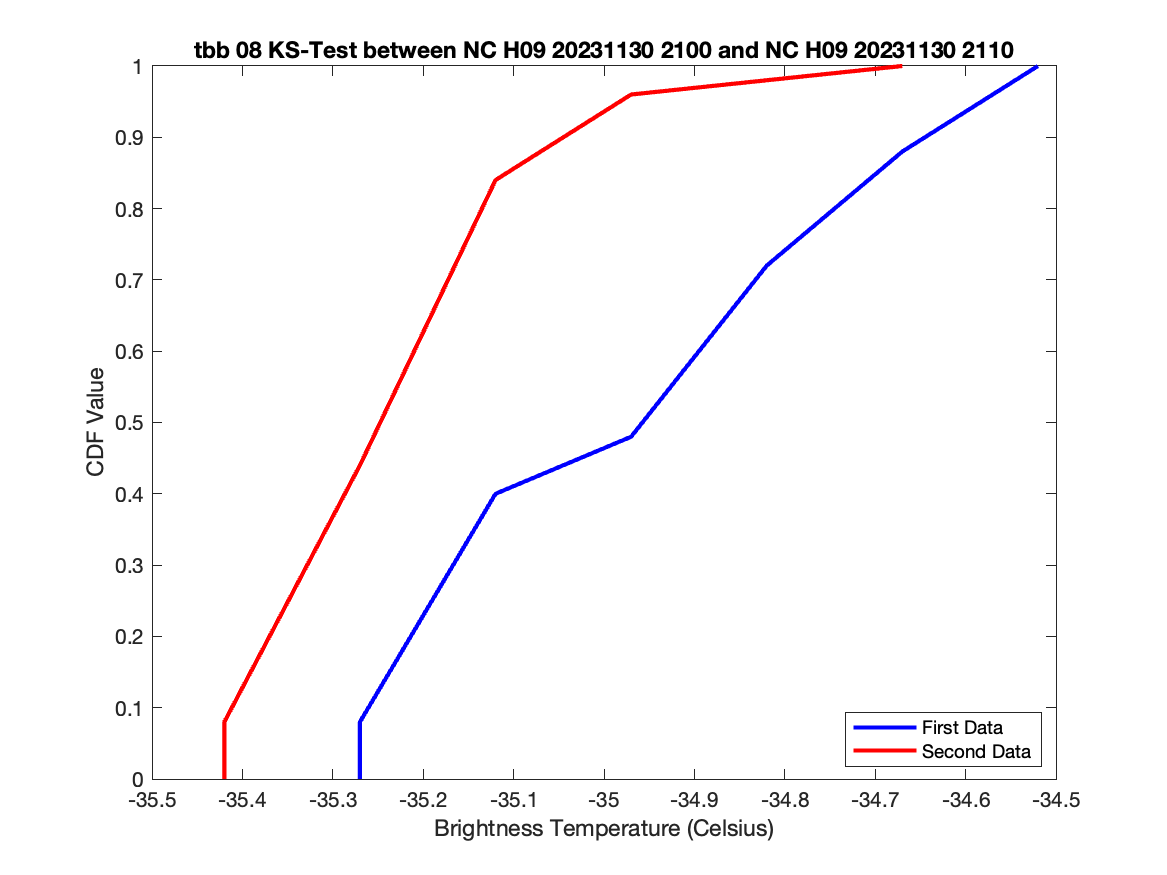 tbb 08 KS-Test between NC H09 20231130 2100 and NC H09 20231130 2110
1
0.9
0.8
0.7
0.6
0.5
0.4
0.3
0.2
0.1
0
CDF Value
First Data
Second Data
-35.5 -35.4 -35.3 -35.2 -35.1 -35 -34.9 -34.8 -34.7 -34.6 -34.5
Brightness Temperature (Celsius)